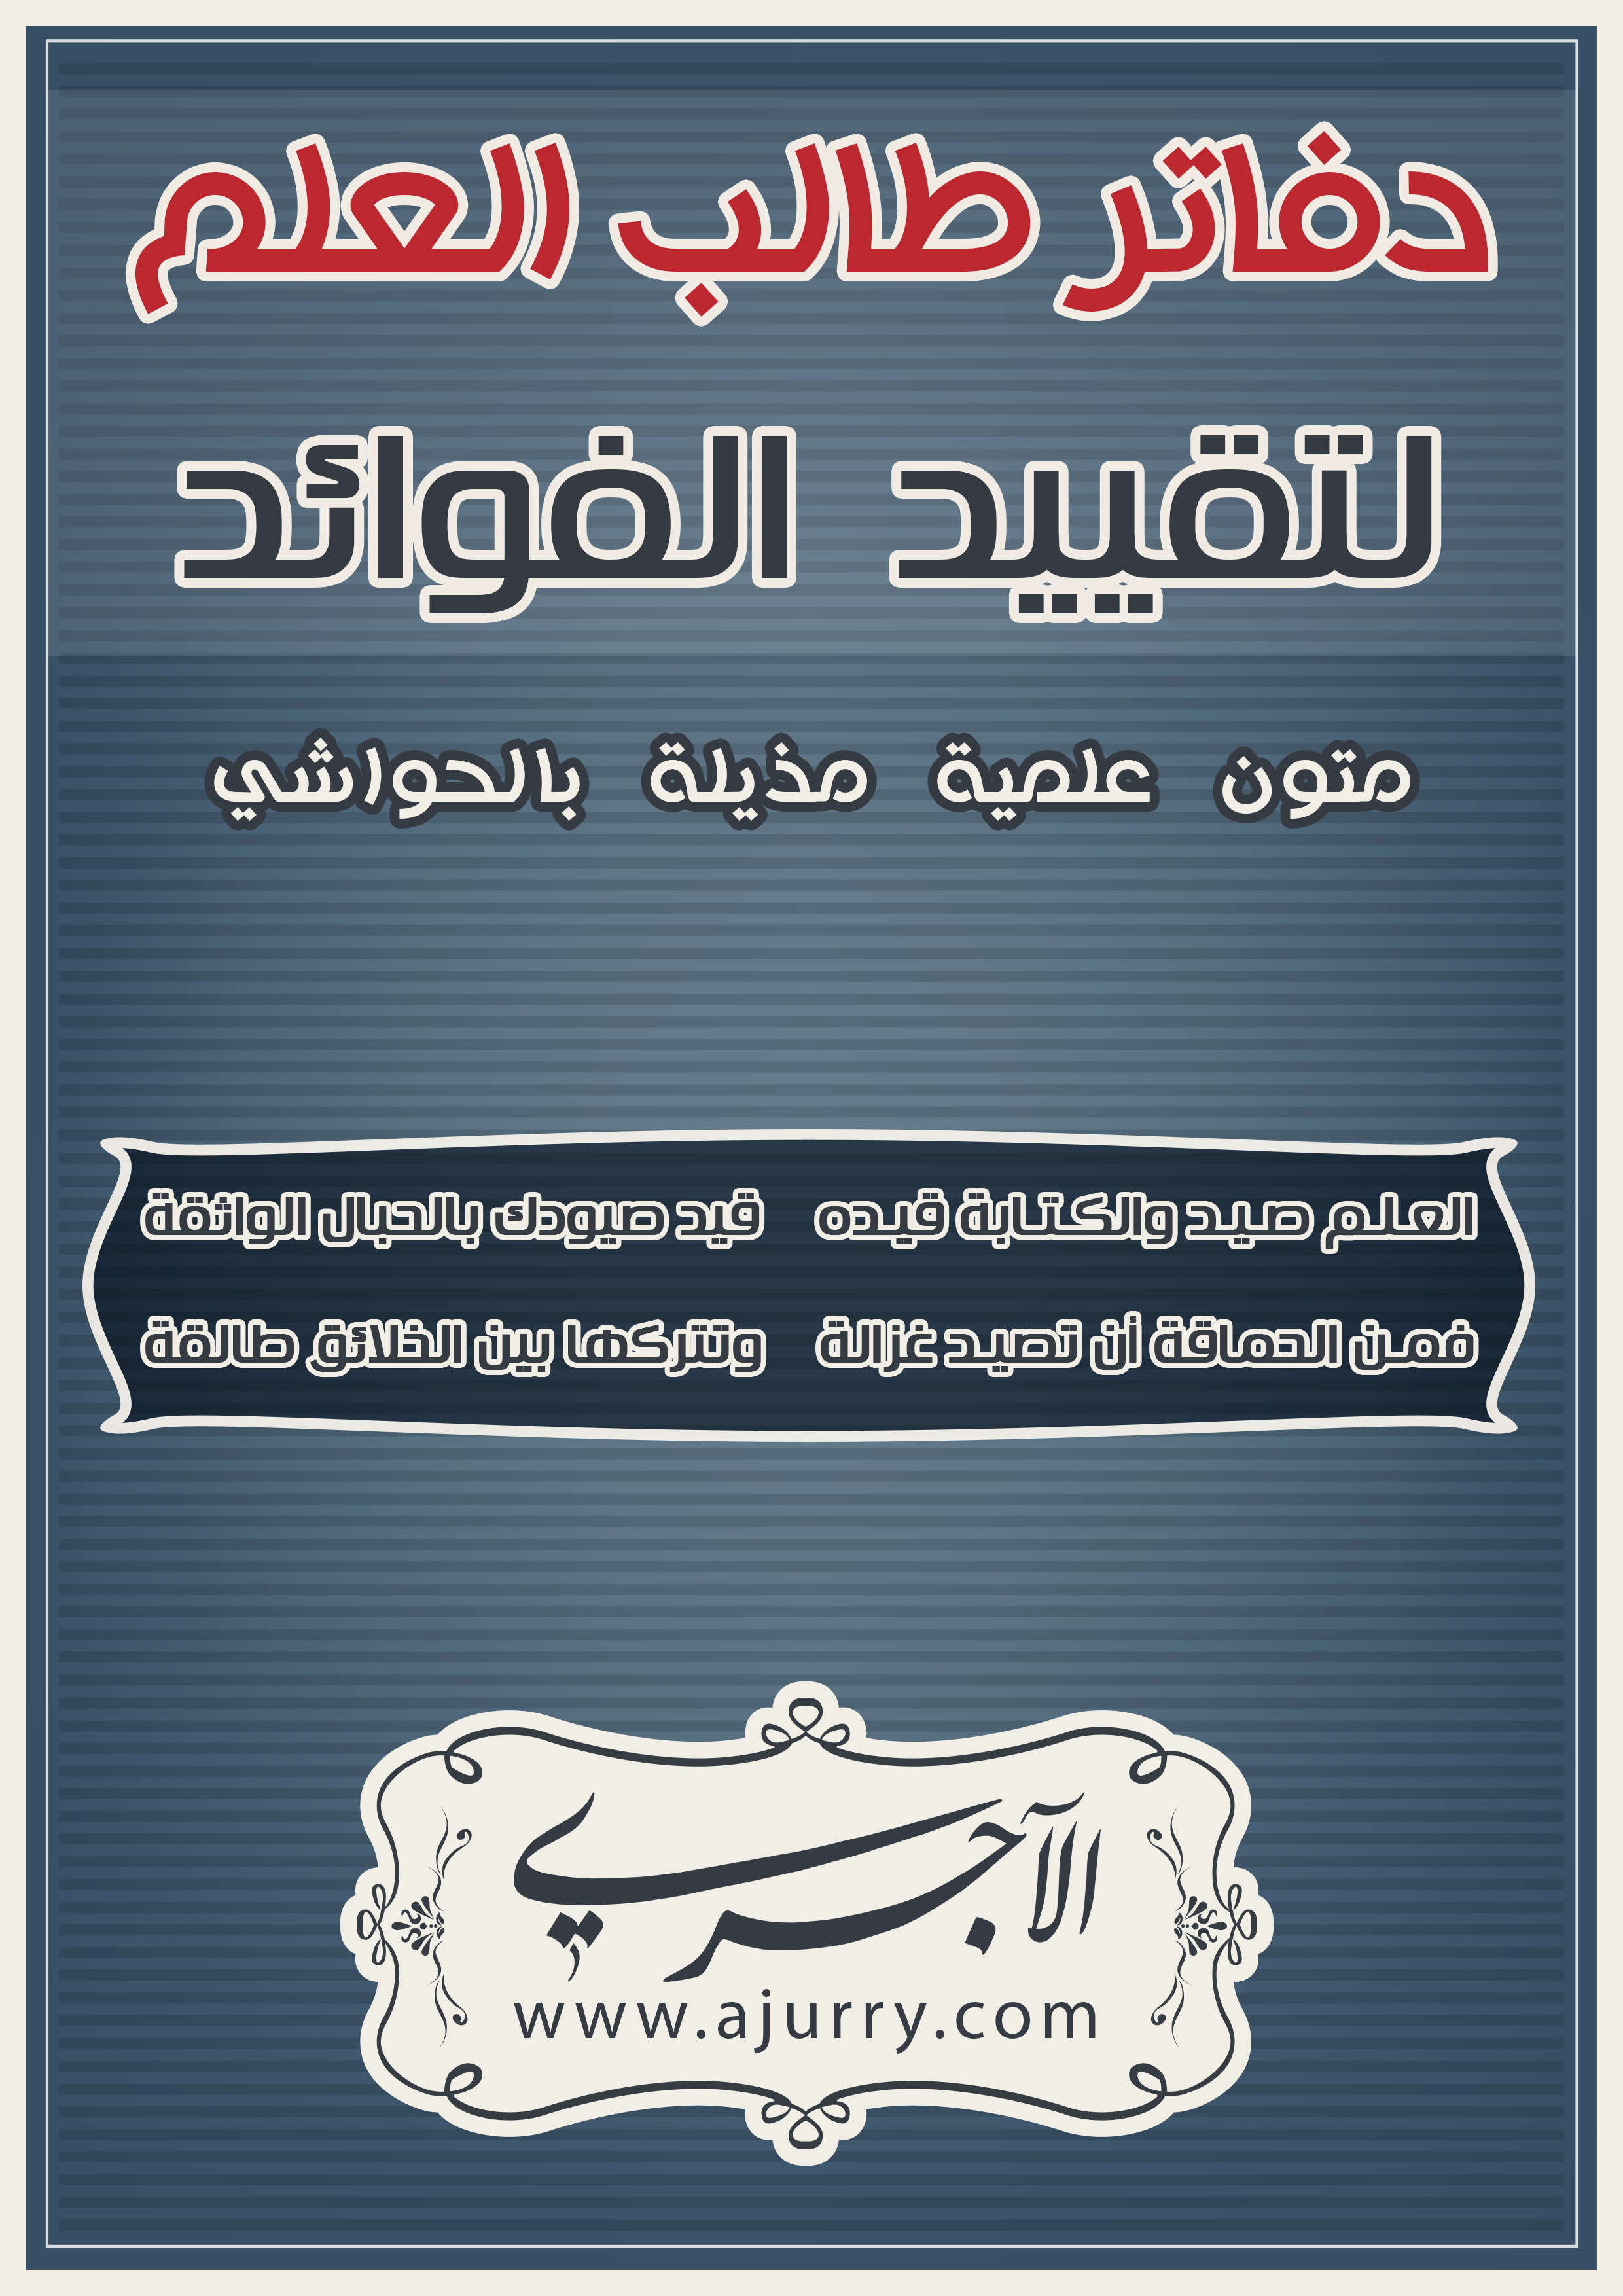 دفاتر طالب العلم
لتقييد الفوائد
متون علمية مذيلة بالحواشي
العلم صيد والكتابة قيده قيد صيودك بالحبال الواثقة
فمن الحماقة أن تصيد غزالة وتتركها بين الخلائق طالقة
الآجري
www.ajurry.com